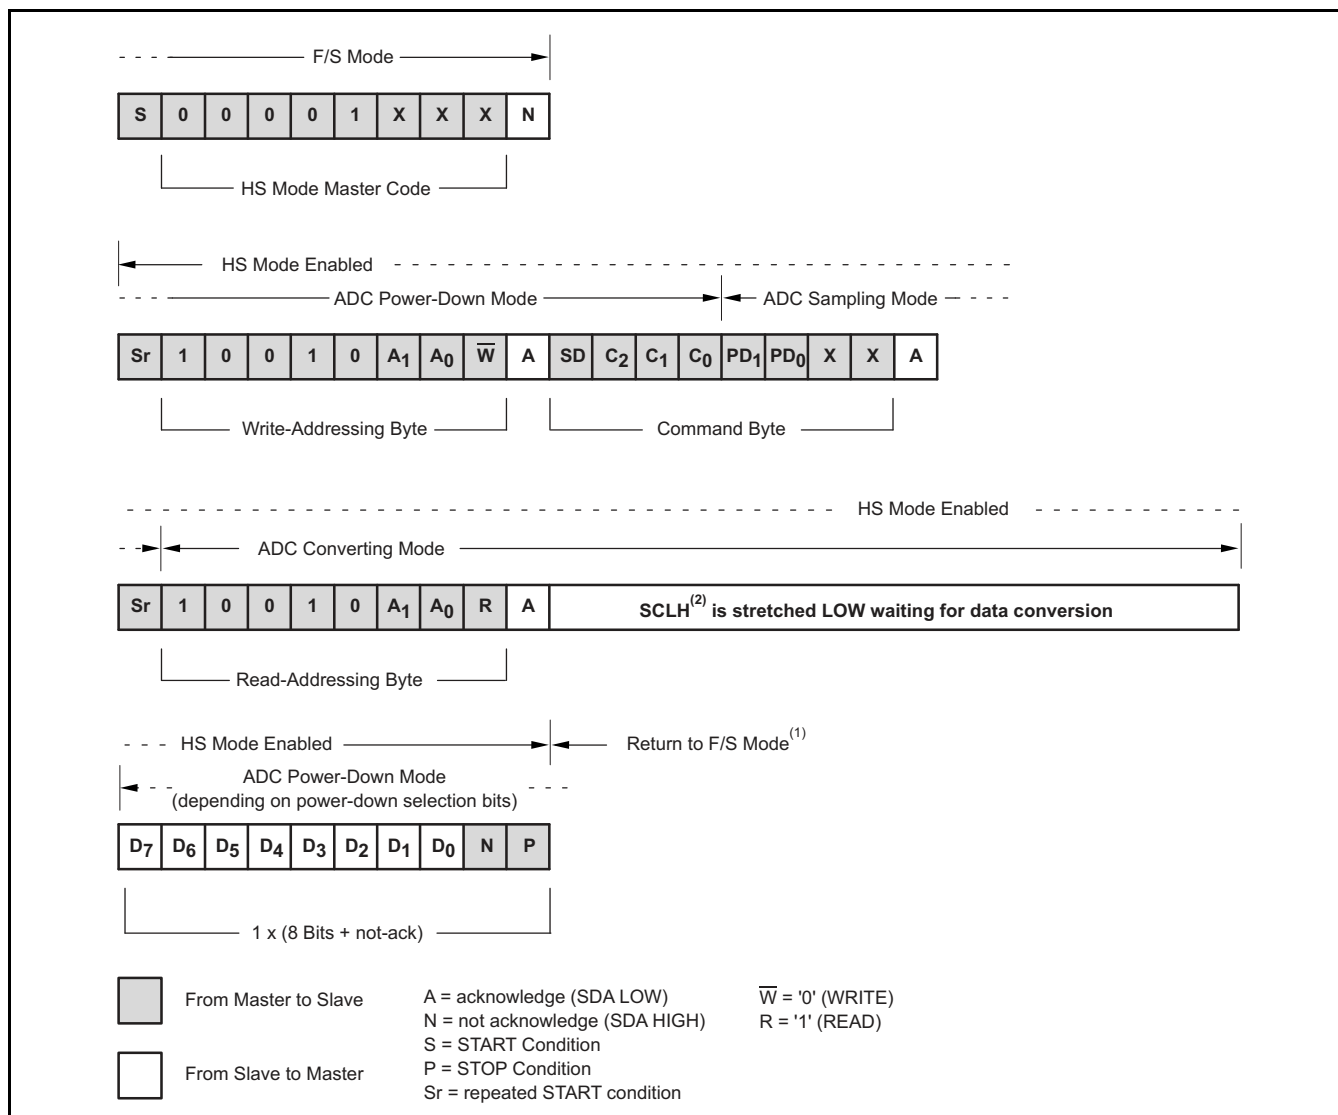 F/S Mode
S 0 0 0 0 1 X X X N
HS Mode Master Code
HS Mode Enabled
ADC Power-Down Mode ADC Sampling Mode
Sr 1 0 0 1 0 A1 A0 W̅ A SD C2 C1 C0 PD1 PD0 X X A
Write-Addressing Byte Command Byte
HS Mode Enabled
ADC Converting Mode
Sr 1 0 0 1 0 A1 A0 R A SCLH(2) is stretched LOW waiting for data conversion
Read-Addressing Byte
HS Mode Enabled Return to F/S Mode(1)
ADC Power-Down Mode
(depending on power-down selection bits)
D7 D6 D5 D4 D3 D2 D1 D0 N P
1 x (8 Bits + not-ack)
From Master to Slave
From Slave to Master
A = acknowledge (SDA LOW)
N = not acknowledge (SDA HIGH)
S = START Condition
P = STOP Condition
Sr = repeated START condition
W̅ = '0' (WRITE)
R = '1' (READ)